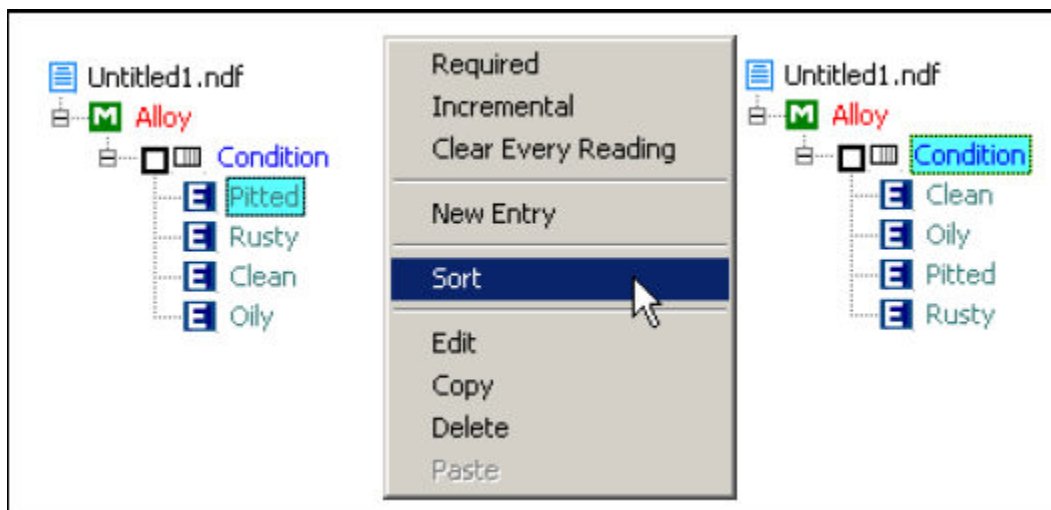 Untitled1.ndf
M Alloy
Condition
E Pitted
E Rusty
E Clean
E Oily
Required
Incremental
Clear Every Reading
New Entry
Sort
Edit
Copy
Delete
Paste
Untitled1.ndf
M Alloy
Condition
E Clean
E Oily
E Pitted
E Rusty